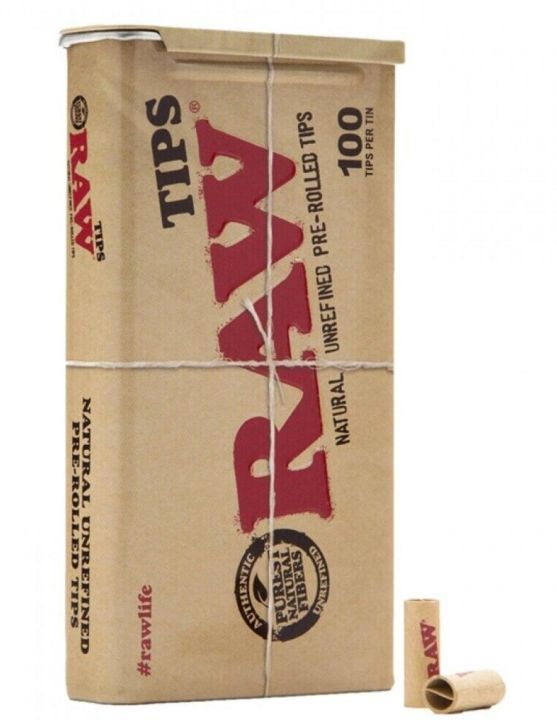 TIPS
RAW®
NATURAL UNREFINED PRE-ROLLED TIPS
100
TIPS PER TIN
AUTHENTIC
PUREST
NATURAL
FIBERS
UNREFINED
TIPS
RAW
NATURAL UNREFINED
PRE-ROLLED TIPS
#rawlife
RAW